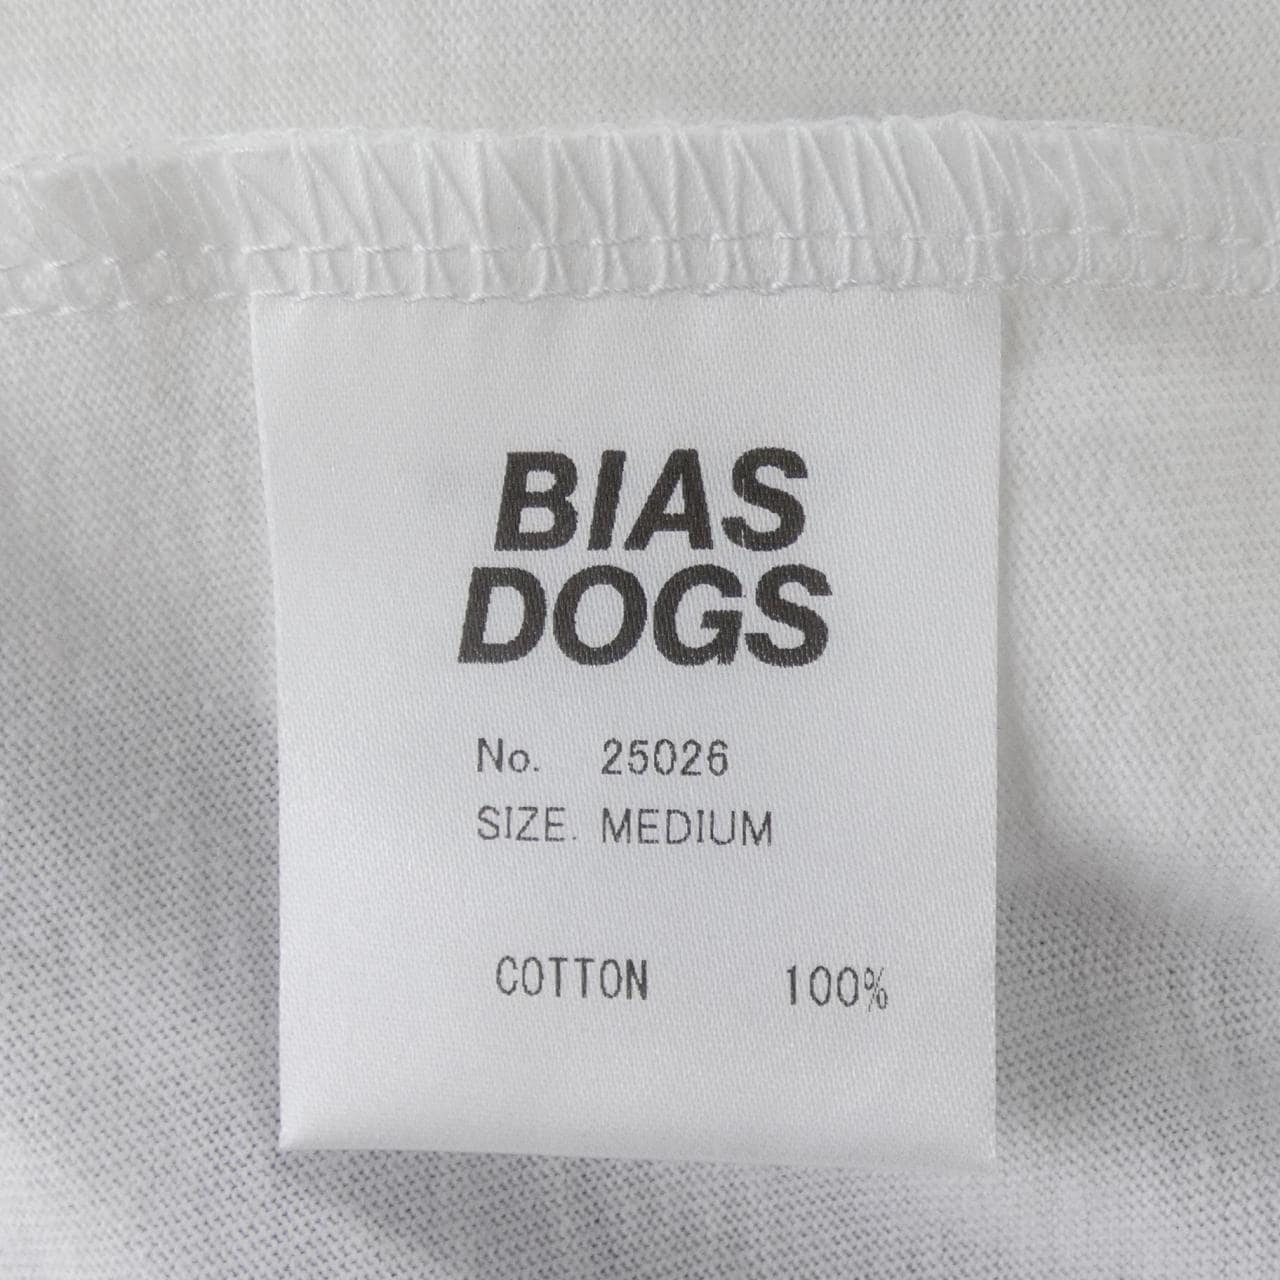 BIAS
DOGS
No. 25026
SIZE. MEDIUM
COTTON 100%